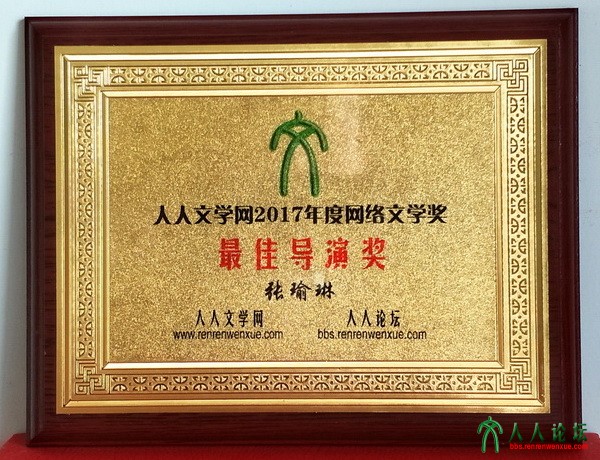 人人文学网2017年度网络文学奖
最佳导演奖
张瑜琳
人人文学网 人人论坛
www.renrenwenxue.com bbs.renrenwenxue.com
人人论坛
bbs.renrenwenxue.com